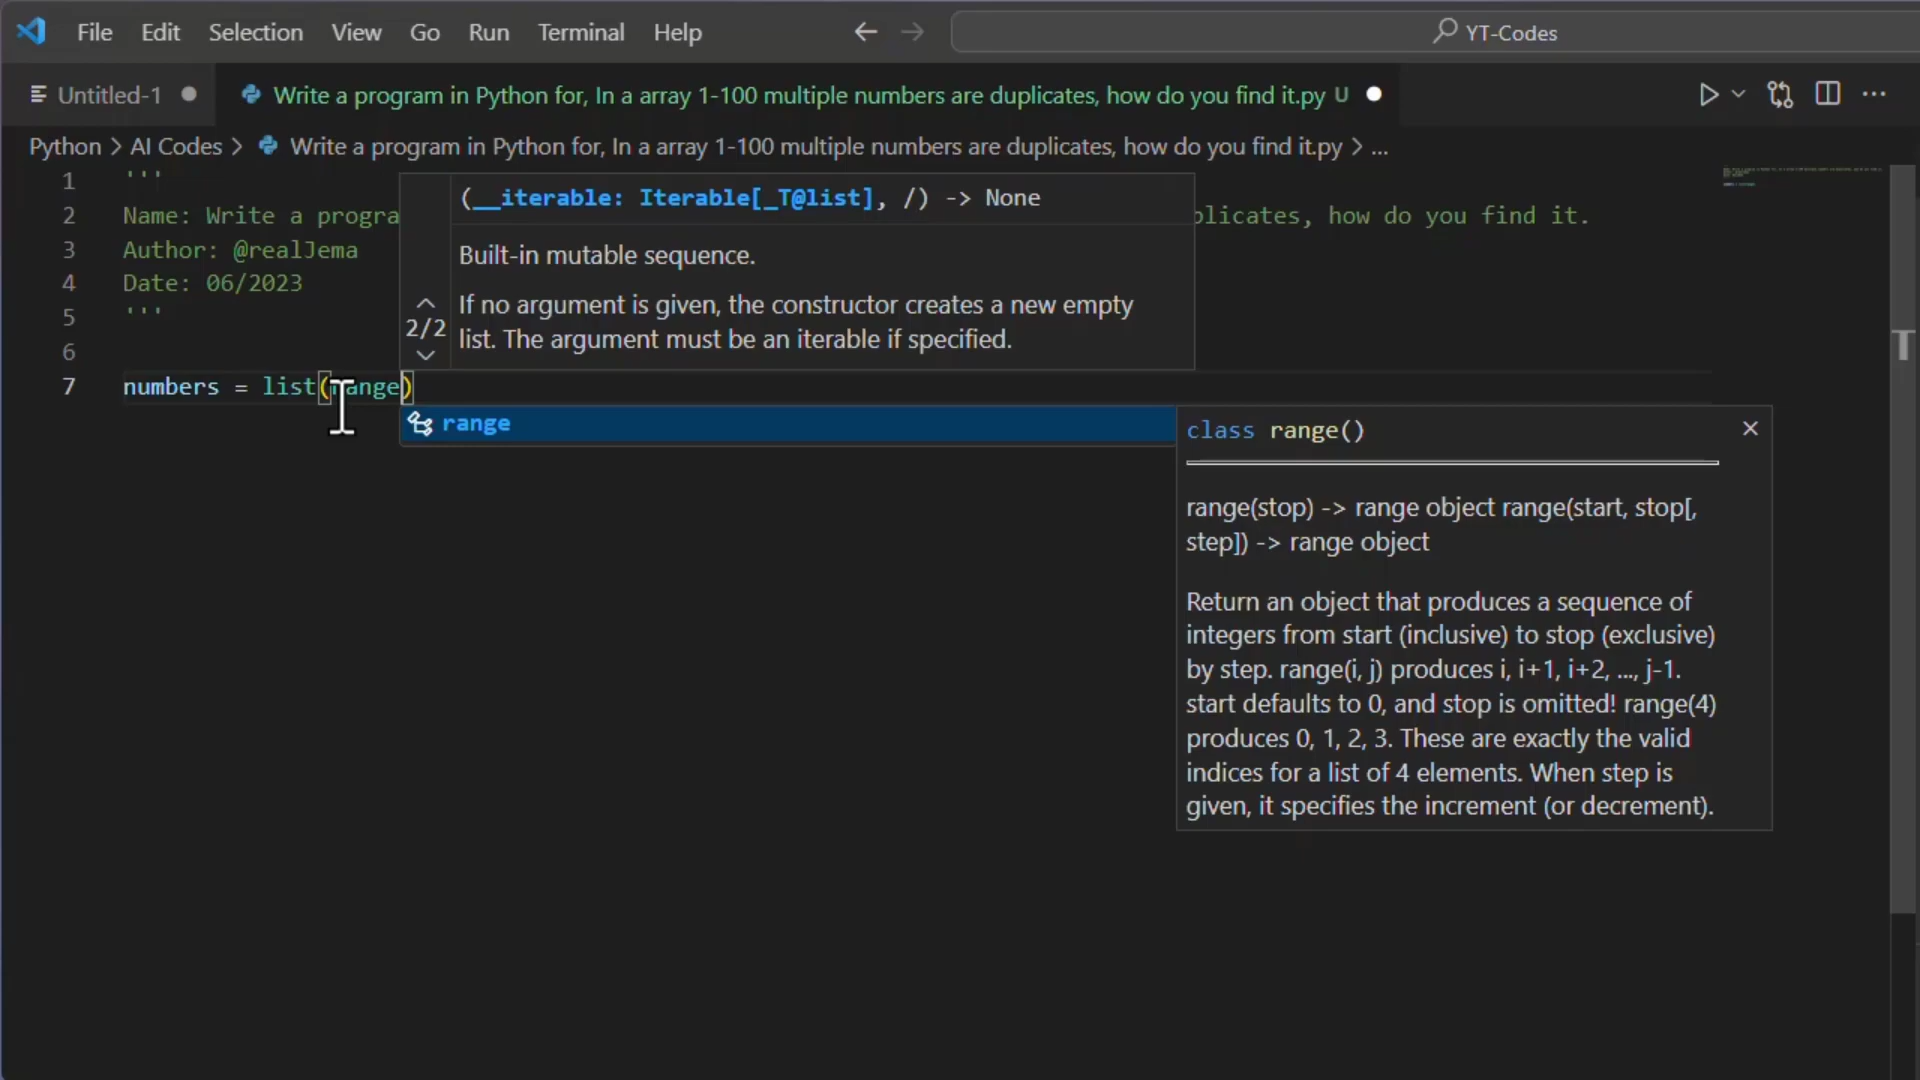 File Edit Selection View Go Run Terminal Help YT-Codes
Untitled-1 Write a program in Python for, In a array 1-100 multiple numbers are duplicates, how do you find it.py U
Python > AI Codes > Write a program in Python for, In a array 1-100 multiple numbers are duplicates, how do you find it.py > ...
1 '''
(__iterable: Iterable[_T@list], /) -> None
2 Name: Write a progra plicates, how do you find it.
3 Author: @realJema
Built-in mutable sequence.
4 Date: 06/2023
If no argument is given, the constructor creates a new empty
5 '''
2/2
list. The argument must be an iterable if specified.
6
7 numbers = list(range)
range
class range()
range(stop) -> range object range(start, stop[,
step]) -> range object
Return an object that produces a sequence of
integers from start (inclusive) to stop (exclusive)
by step. range(i, j) produces i, i+1, i+2, ..., j-1.
start defaults to 0, and stop is omitted! range(4)
produces 0, 1, 2, 3. These are exactly the valid
indices for a list of 4 elements. When step is
given, it specifies the increment (or decrement).